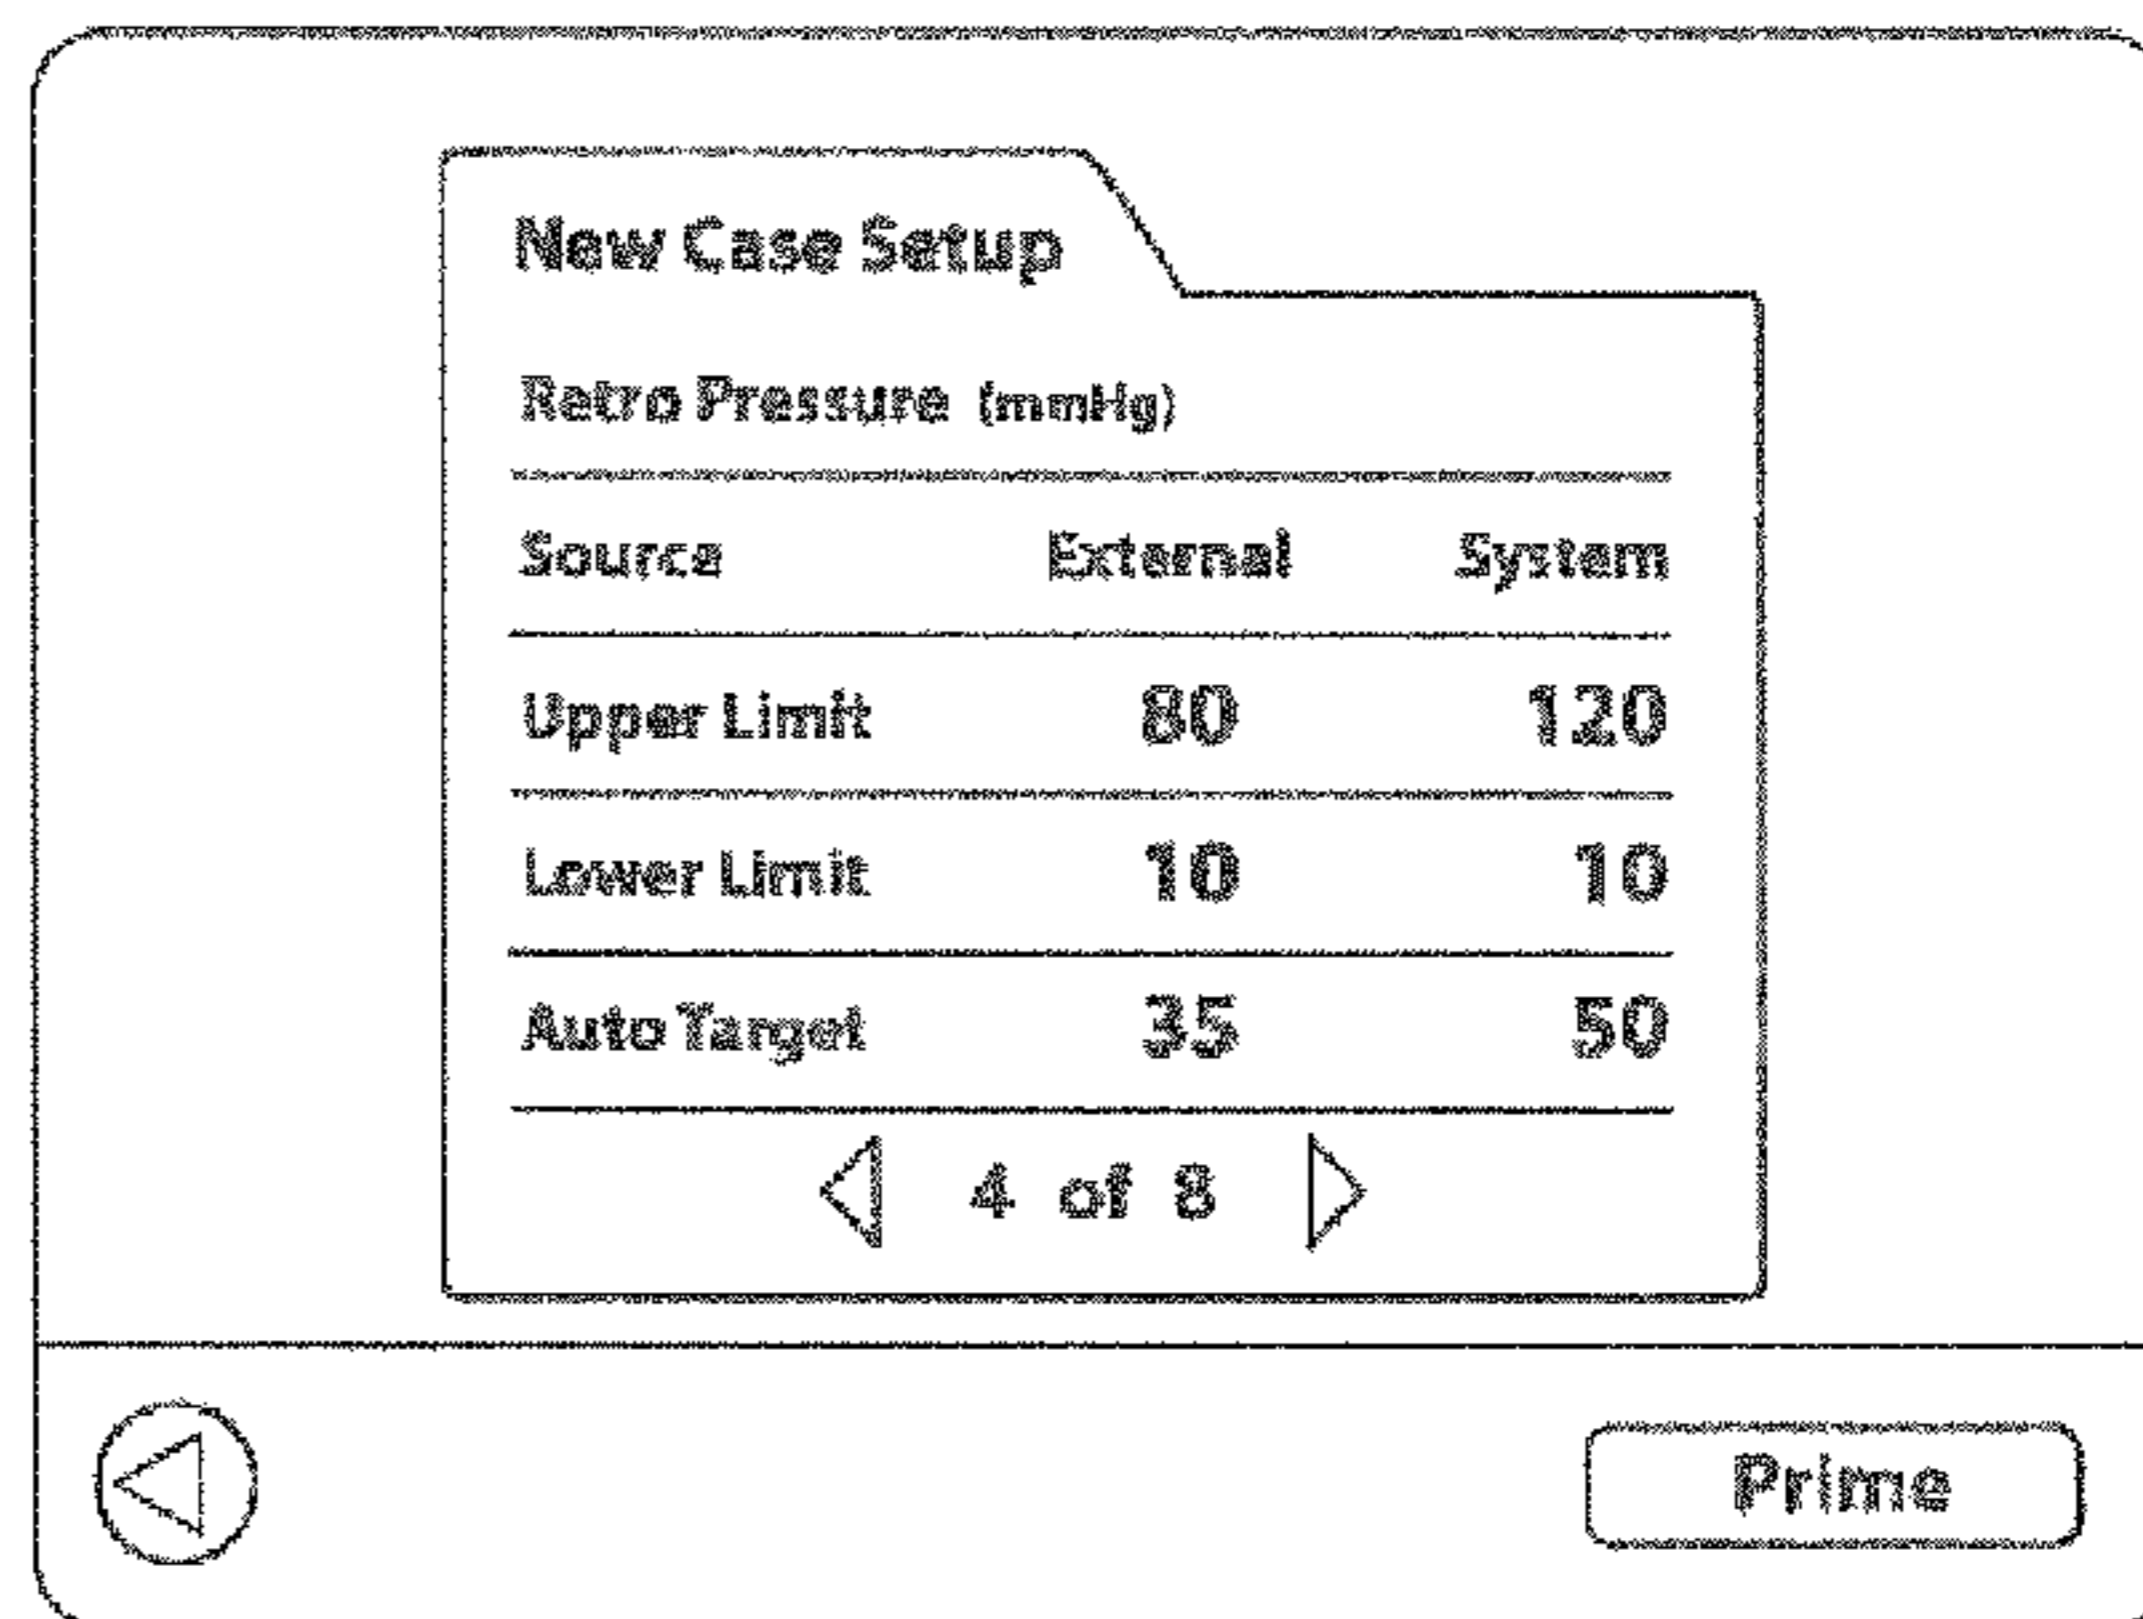 New Case Setup
Retro Pressure (mmHg)
Source External System
Upper Limit 80 120
Lower Limit 10 10
Auto Target 35 50
4 of 8
Prime